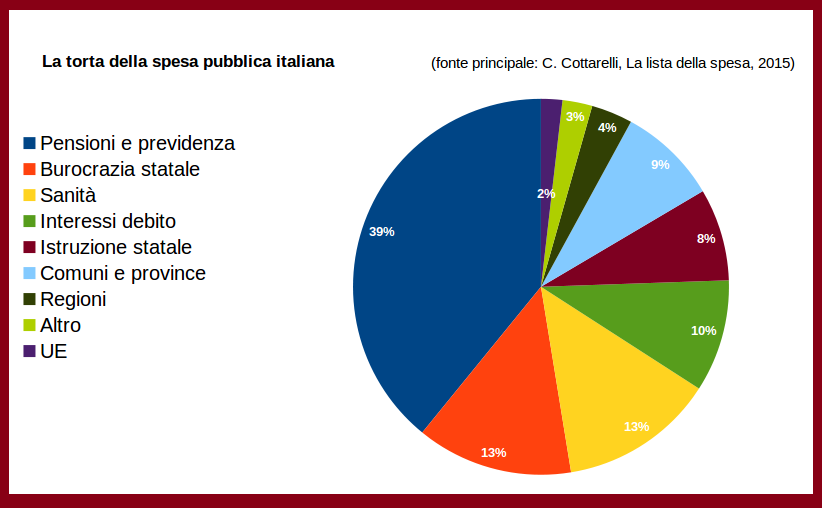 La torta della spesa pubblica italiana
(fonte principale: C. Cottarelli, La lista della spesa, 2015)
Pensioni e previdenza
Burocrazia statale
Sanità
Interessi debito
Istruzione statale
Comuni e province
Regioni
Altro
UE
39%
13%
13%
10%
8%
9%
4%
3%
2%